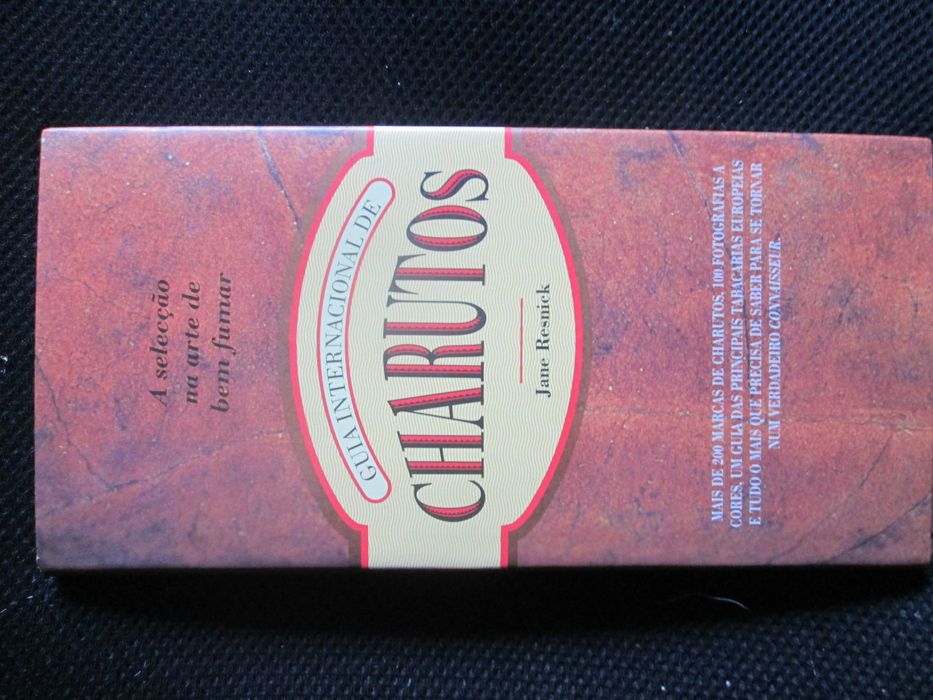 A selecção
na arte de
bem fumar
GUIA INTERNACIONAL DE
CHARUTOS
Jane Resnick
MAIS DE 200 MARCAS DE CHARUTOS, 100 FOTOGRAFIAS A
CORES, UM GUIA DAS PRINCIPAIS TABACARIAS EUROPEIAS
E TUDO O MAIS QUE PRECISA DE SABER PARA SE TORNAR
NUM VERDADEIRO CONNAISSEUR.